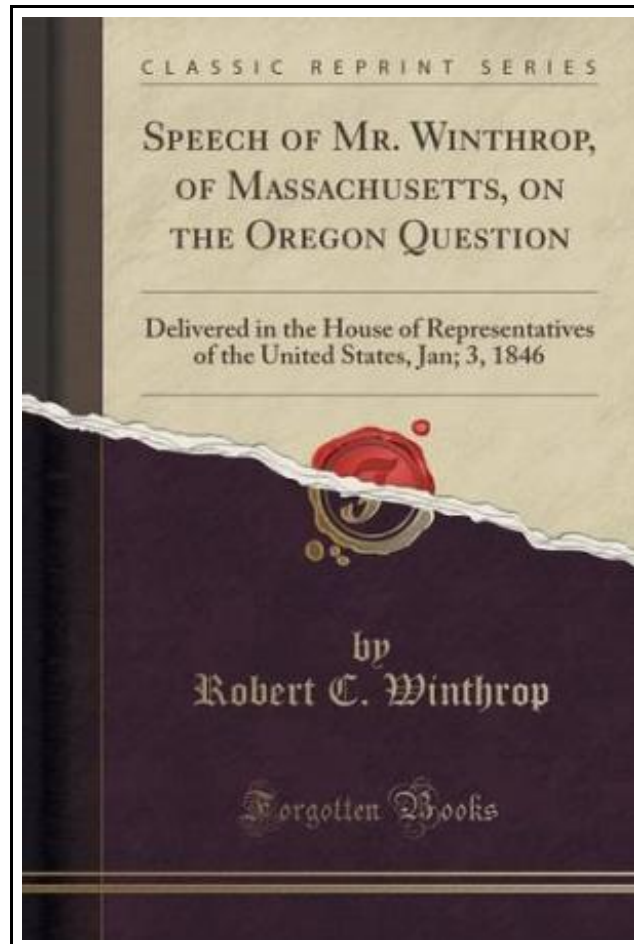 CLASSIC REPRINT SERIES
SPEECH OF MR. WINTHROP,
OF MASSACHUSETTS, ON
THE OREGON QUESTION
Delivered in the House of Representatives
of the United States, Jan; 3, 1846
by
Robert C. Winthrop
Forgotten Books